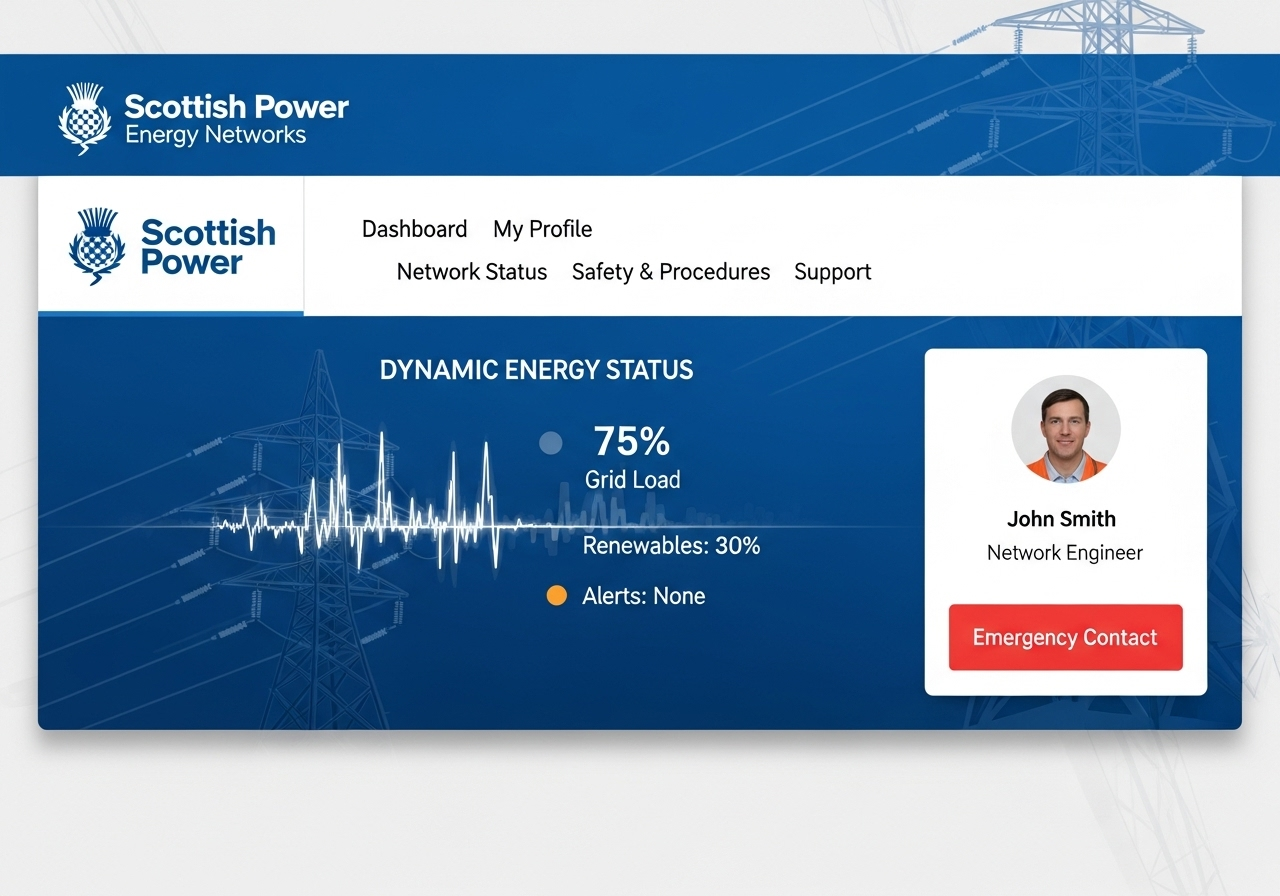 Scottish Power
Energy Networks
Scottish
Power
Dashboard My Profile
Network Status Safety & Procedures Support
DYNAMIC ENERGY STATUS
75%
Grid Load
Renewables: 30%
Alerts: None
John Smith
Network Engineer
Emergency Contact